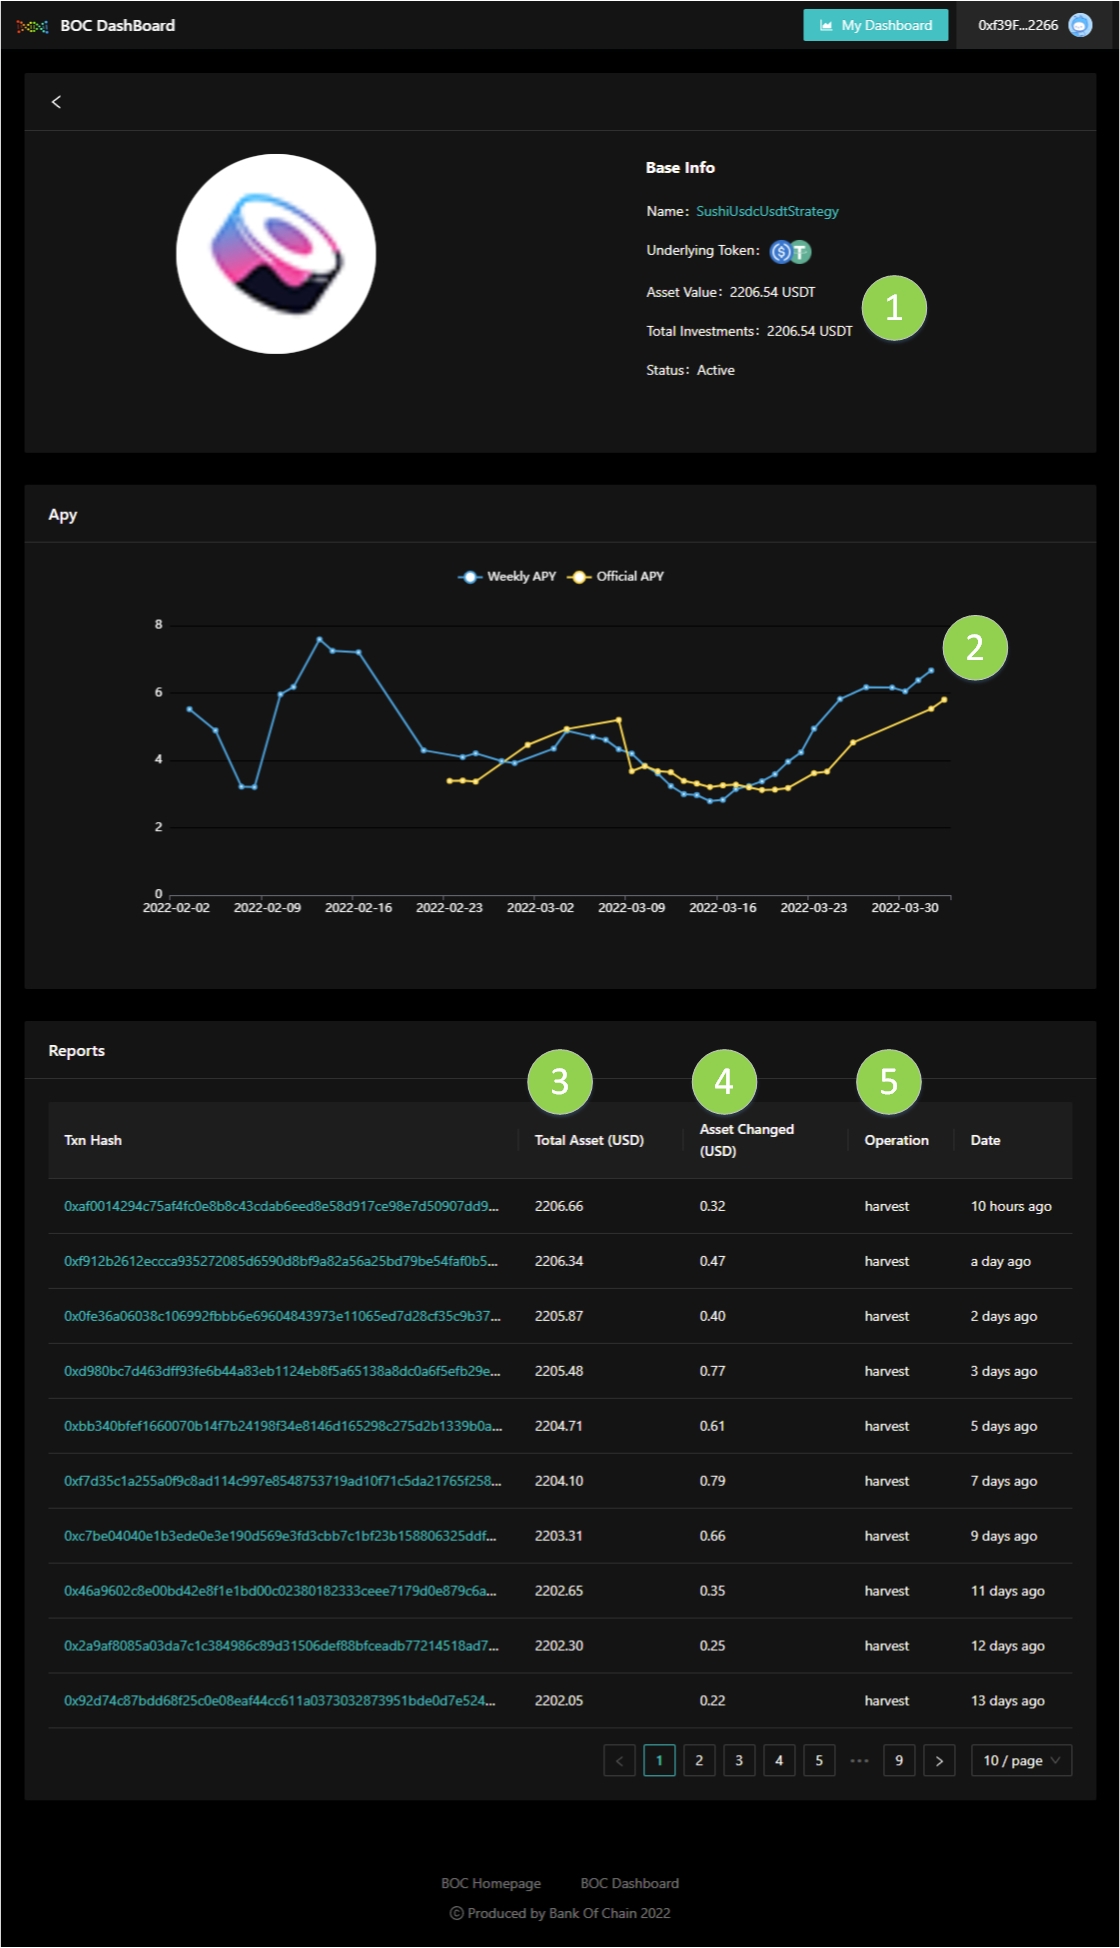 BOC DashBoard
My Dashboard
0xf39F...2266
Base Info
Name: SushiUsdcUsdtStrategy
Underlying Token:
Asset Value: 2206.54 USDT
1
Total Investments: 2206.54 USDT
Status: Active
Apy
Weekly APY Official APY
2
8
6
4
2
0
2022-02-02 2022-02-09 2022-02-16 2022-02-23 2022-03-02 2022-03-09 2022-03-16 2022-03-23 2022-03-30
Reports
3 4 5
Txn Hash Total Asset (USD) Asset Changed (USD) Operation Date
0xaf0014294c75af4fc0e8b8c43cdab6eed8e58d917ce98e7d50907dd9... 2206.66 0.32 harvest 10 hours ago
0xf912b2612eccca935272085d6590d8bf9a82a56a25bd79be54faf0b5... 2206.34 0.47 harvest a day ago
0x0fe36a06038c106992fbbb6e69604843973e11065ed7d28cf35c9b37... 2205.87 0.40 harvest 2 days ago
0xd980bc7d463dff93fe6b44a83eb1124eb8f5a65138a8dc0a6f5efb29e... 2205.48 0.77 harvest 3 days ago
0xbb340bfef1660070b14f7b24198f34e8146d165298c275d2b1339b0a... 2204.71 0.61 harvest 5 days ago
0xf7d35c1a255a0f9c8ad114c997e8548753719ad10f71c5da21765f258... 2204.10 0.79 harvest 7 days ago
0xc7be04040e1b3ede0e3e190d569e3fd3cbb7c1bf23b158806325ddf... 2203.31 0.66 harvest 9 days ago
0x46a9602c8e00bd42e8f1e1bd00c02380182333ceee7179d0e879c6a... 2202.65 0.35 harvest 11 days ago
0x2a9af8085a03da7c1c384986c89d31506def88bfceadb77214518ad7... 2202.30 0.25 harvest 12 days ago
0x92d74c87bdd68f25c0e08eaf44cc611a0373032873951bde0d7e524... 2202.05 0.22 harvest 13 days ago
< 1 2 3 4 5 ••• 9 > 10 / page
BOC Homepage BOC Dashboard
© Produced by Bank Of Chain 2022